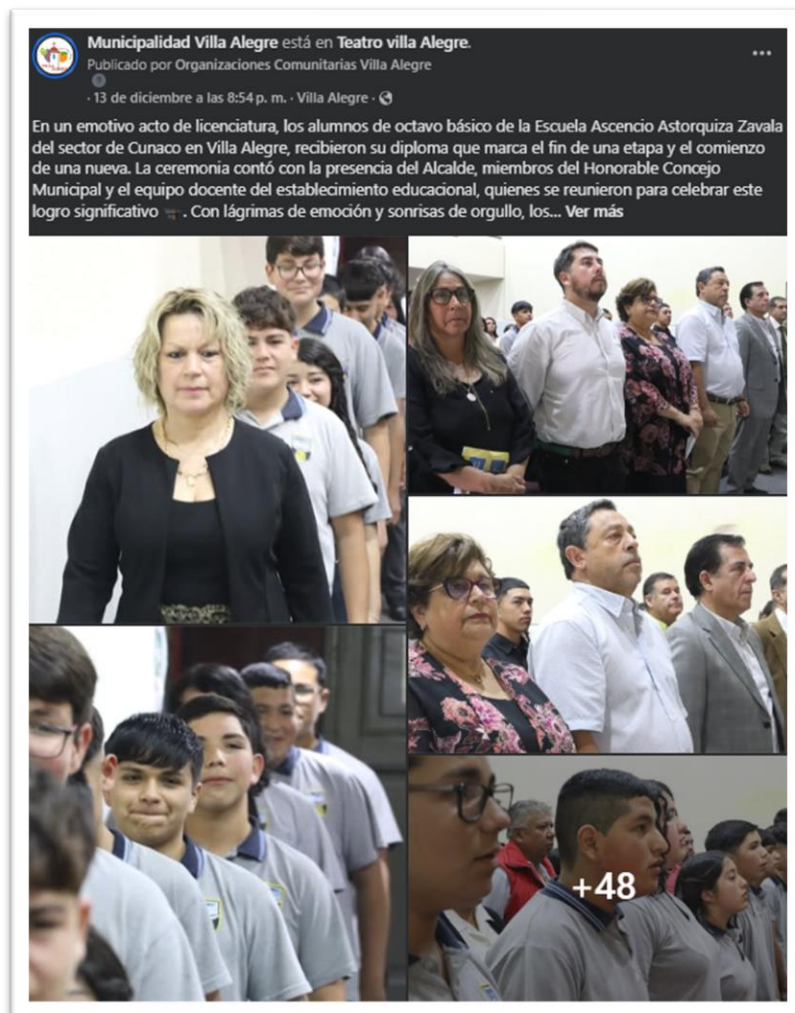 Municipalidad Villa Alegre está en Teatro villa Alegre.
Publicado por Organizaciones Comunitarias Villa Alegre
· 13 de diciembre a las 8:54 p. m. · Villa Alegre ·
En un emotivo acto de licenciatura, los alumnos de octavo básico de la Escuela Ascencio Astorquiza Zavala
del sector de Cunaco en Villa Alegre, recibieron su diploma que marca el fin de una etapa y el comienzo
de una nueva. La ceremonia contó con la presencia del Alcalde, miembros del Honorable Concejo
Municipal y el equipo docente del establecimiento educacional, quienes se reunieron para celebrar este
logro significativo . Con lágrimas de emoción y sonrisas de orgullo, los... Ver más
+48